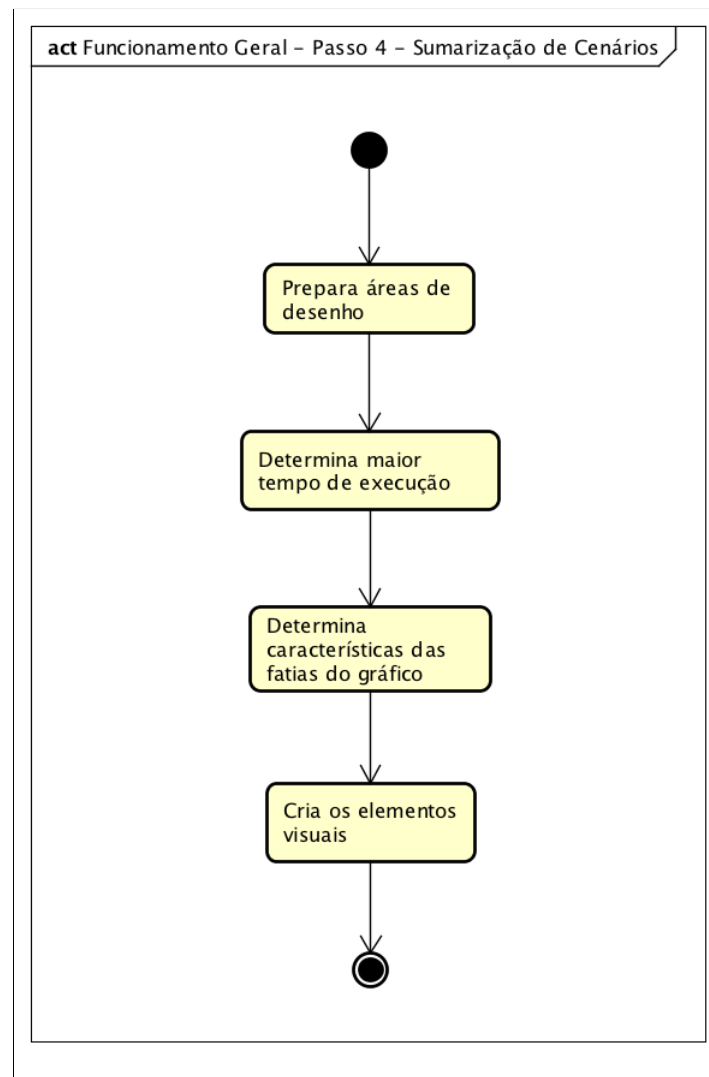 act Funcionamento Geral – Passo 4 – Sumarização de Cenários
Prepara áreas de
desenho
Determina maior
tempo de execução
Determina
características das
fatias do gráfico
Cria os elementos
visuais